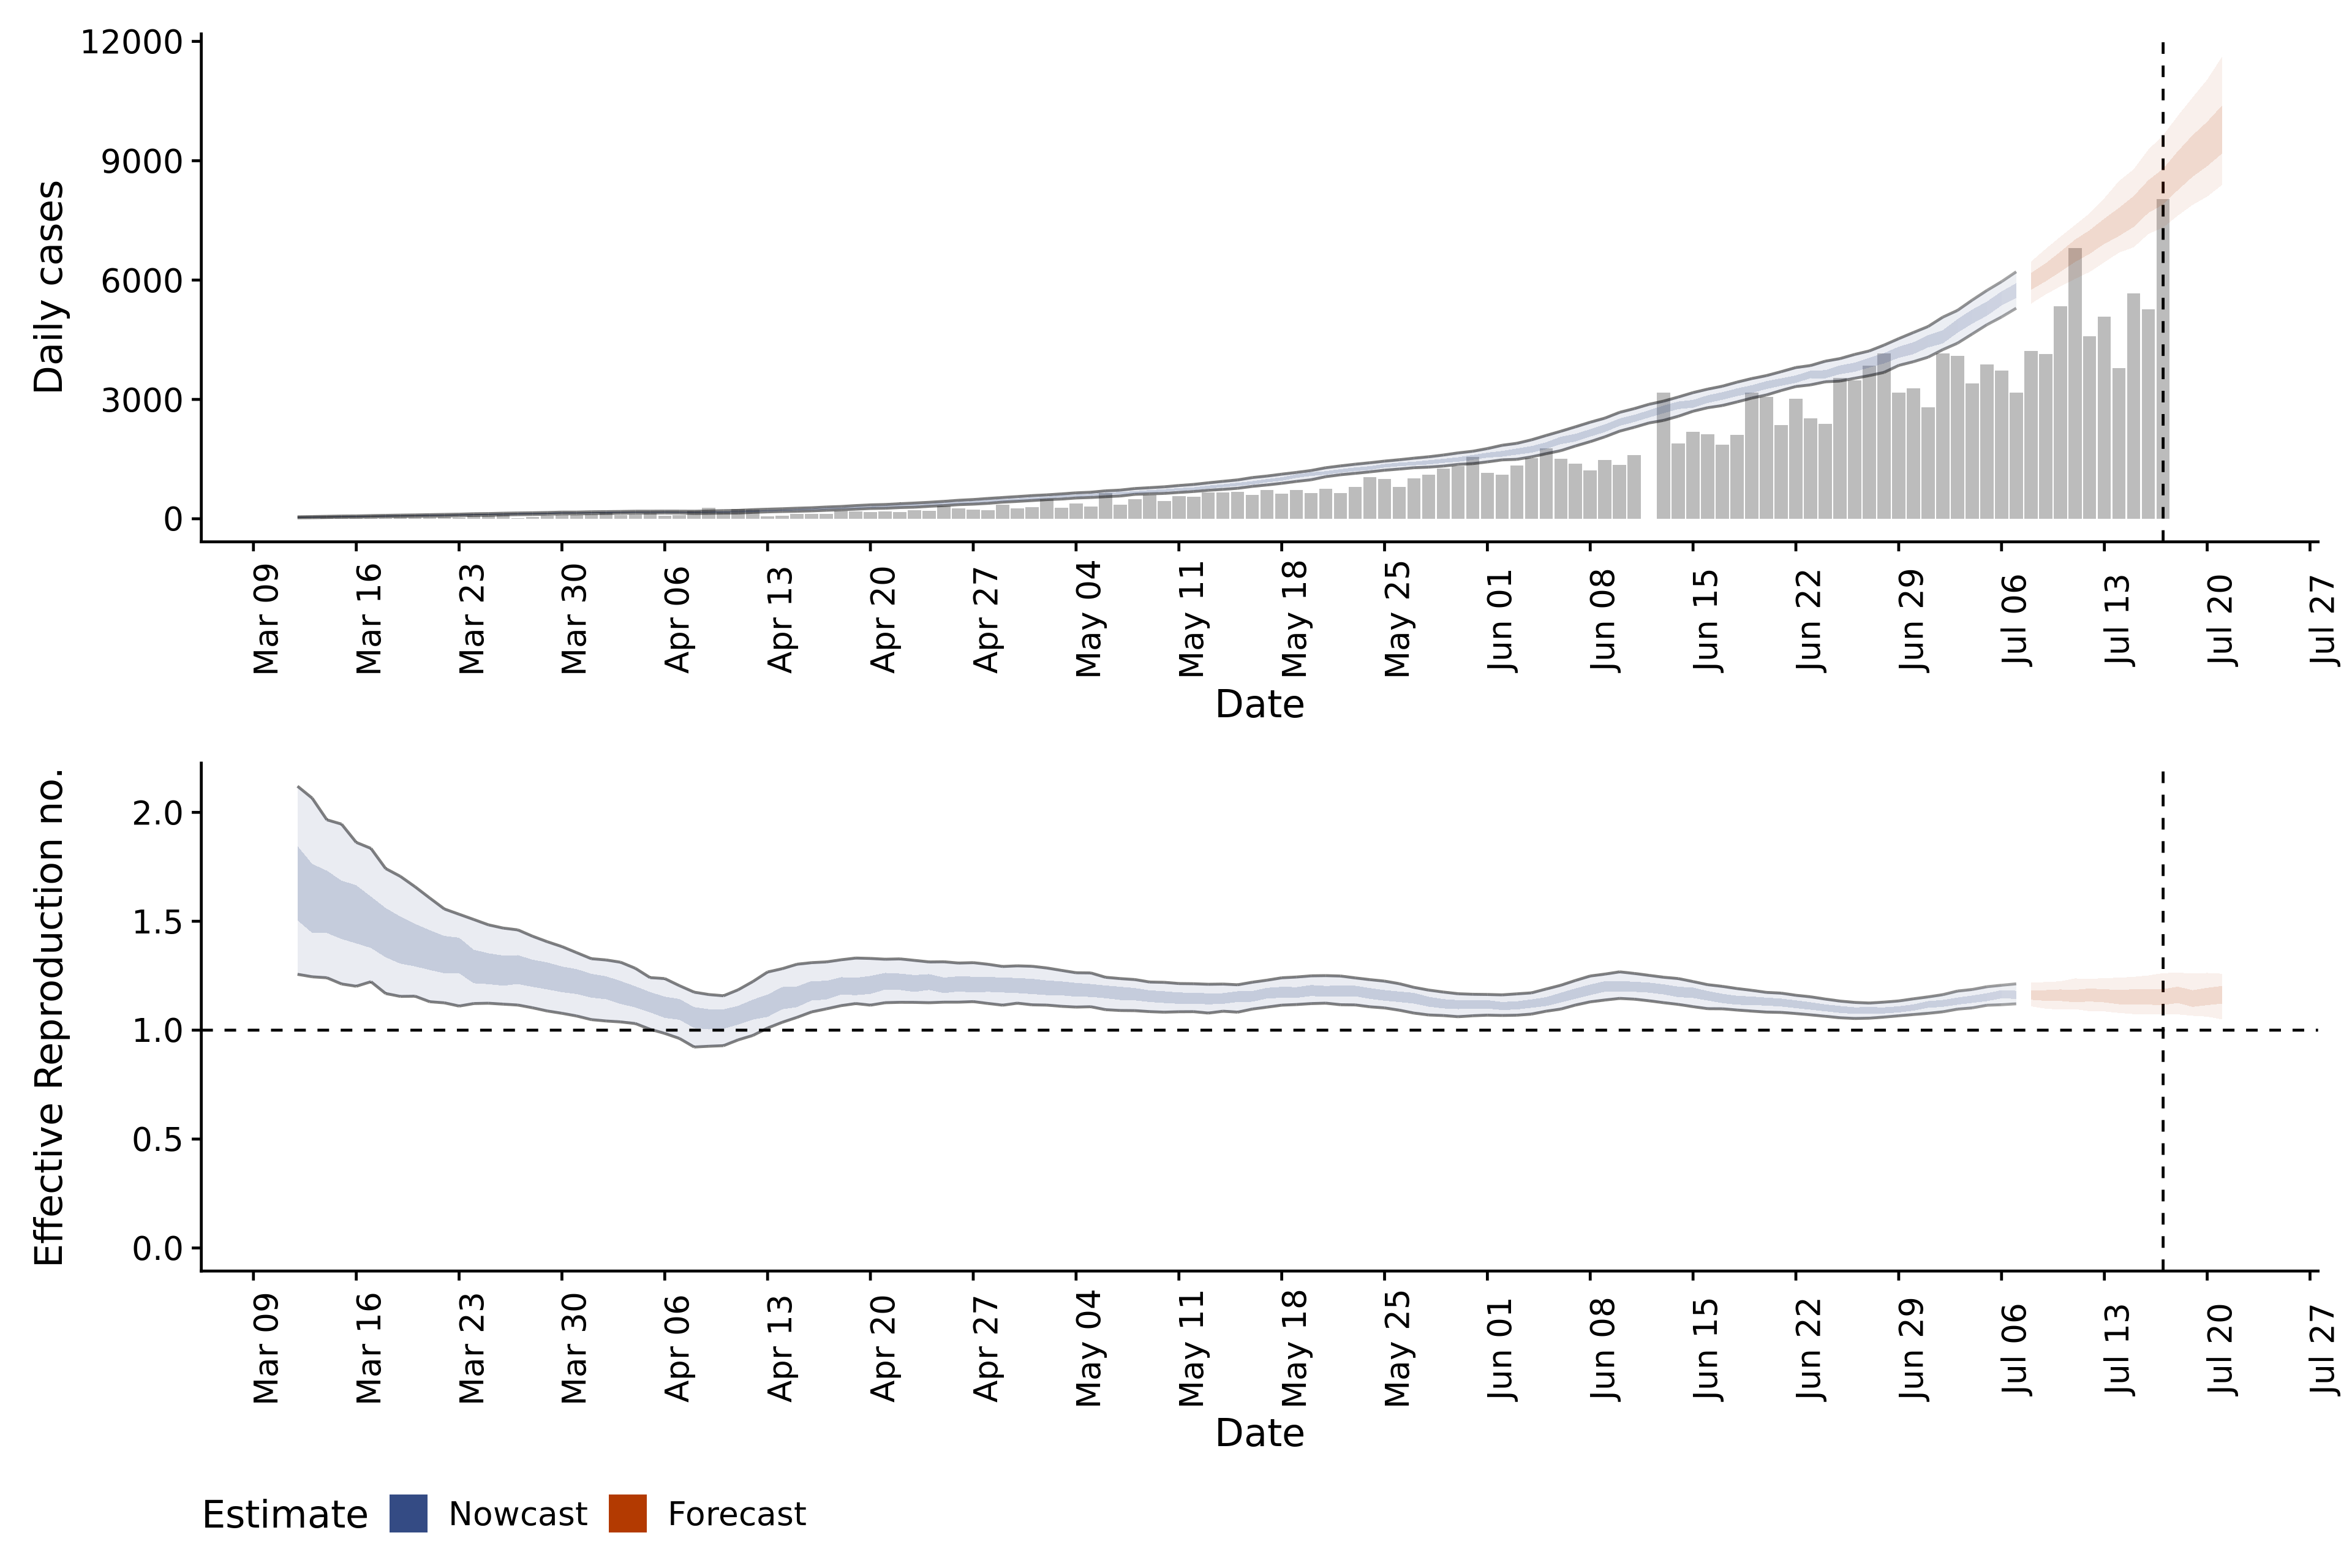 12000
9000
6000
3000
0
Daily cases
Mar 09 Mar 16 Mar 23 Mar 30 Apr 06 Apr 13 Apr 20 Apr 27 May 04 May 11 May 18 May 25 Jun 01 Jun 08 Jun 15 Jun 22 Jun 29 Jul 06 Jul 13 Jul 20 Jul 27
Date
2.0
1.5
1.0
0.5
0.0
Effective Reproduction no.
Mar 09 Mar 16 Mar 23 Mar 30 Apr 06 Apr 13 Apr 20 Apr 27 May 04 May 11 May 18 May 25 Jun 01 Jun 08 Jun 15 Jun 22 Jun 29 Jul 06 Jul 13 Jul 20 Jul 27
Date
Estimate Nowcast Forecast